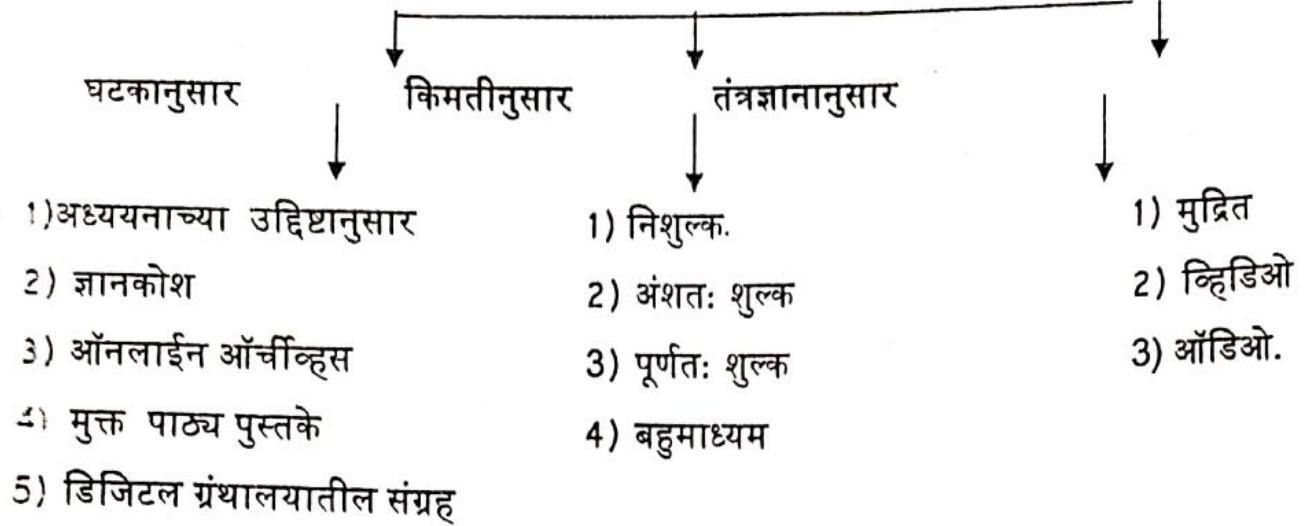 घटकानुसार किमतीनुसार तंत्रज्ञानानुसार
1)अध्ययनाच्या उद्दिष्टानुसार
2) ज्ञानकोश
3) ऑनलाईन ऑर्चीव्हस
4) मुक्त पाठ्य पुस्तके
5) डिजिटल ग्रंथालयातील संग्रह
1) निशुल्क.
2) अंशतः शुल्क
3) पूर्णतः शुल्क
4) बहुमाध्यम
1) मुद्रित
2) व्हिडिओ
3) ऑडिओ.